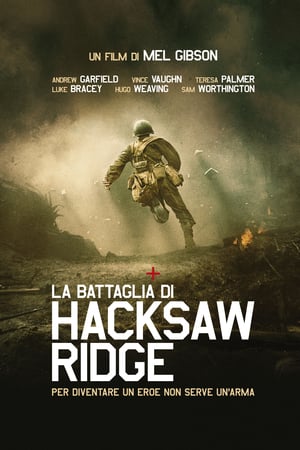 UN FILM DI MEL GIBSON
ANDREW GARFIELD VINCE VAUGHN TERESA PALMER
LUKE BRACEY HUGO WEAVING SAM WORTHINGTON
LA BATTAGLIA DI
HACKSAW
RIDGE
PER DIVENTARE UN EROE NON SERVE UN'ARMA